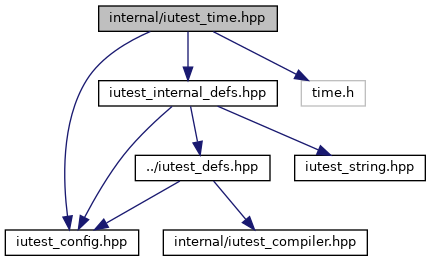 internal/iutest_time.hpp
iutest_internal_defs.hpp
time.h
../iutest_defs.hpp
iutest_string.hpp
iutest_config.hpp
internal/iutest_compiler.hpp